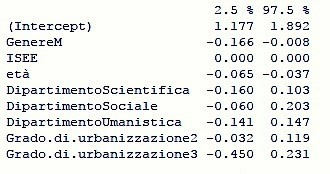 2.5 % 97.5 %
(Intercept) 1.177 1.892
GenereM -0.166 -0.008
ISEE 0.000 0.000
età -0.065 -0.037
DipartimentoScientifica -0.160 0.103
DipartimentoSociale -0.060 0.203
DipartimentoUmanistica -0.141 0.147
Grado.di.urbanizzazione2 -0.032 0.119
Grado.di.urbanizzazione3 -0.450 0.231